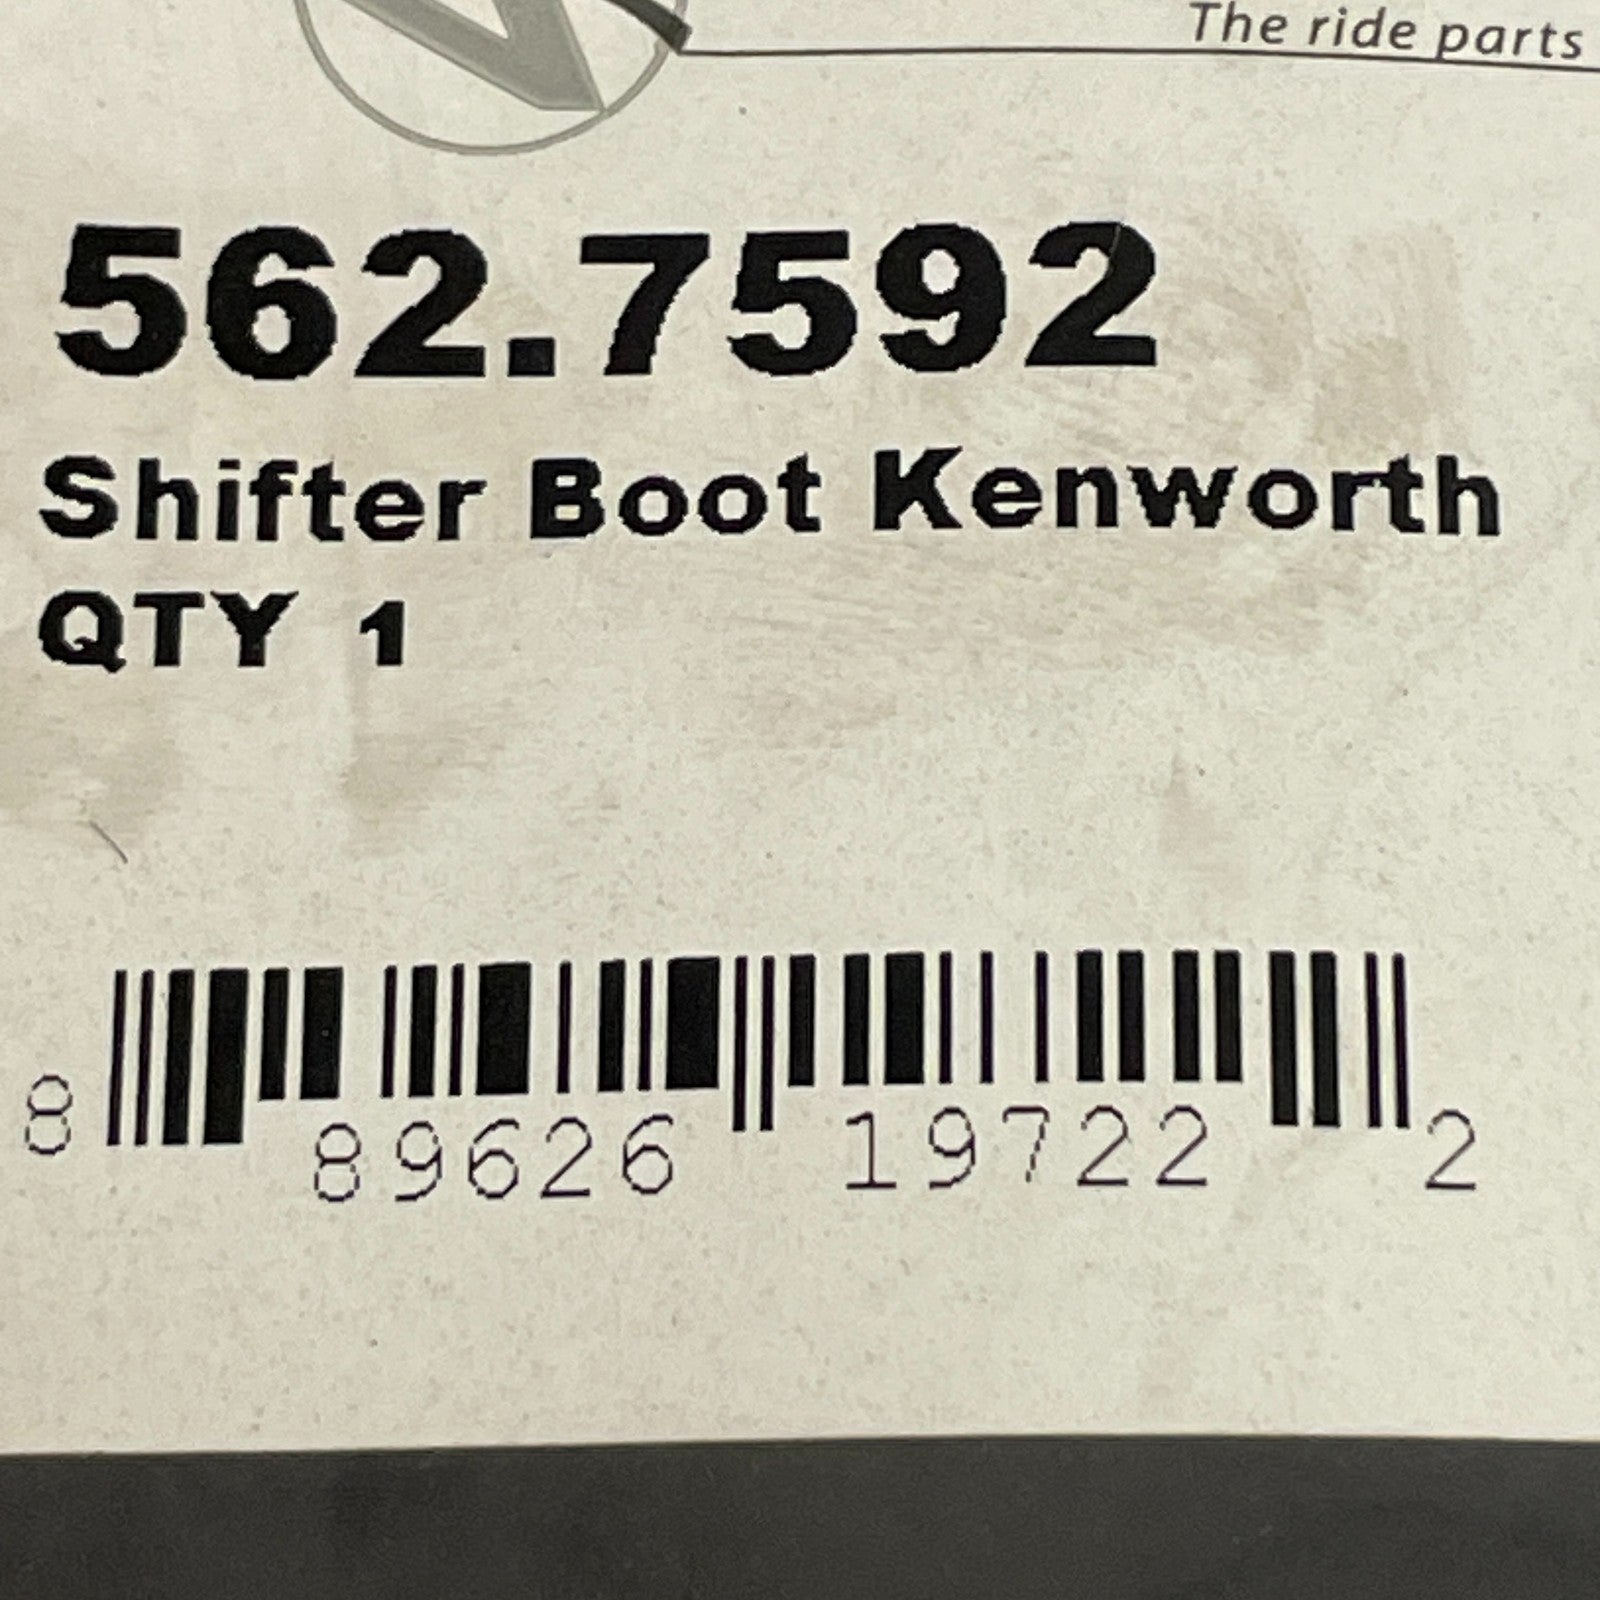 The ride parts
562.7592
Shifter Boot Kenworth
QTY 1
8 89626 19722 2